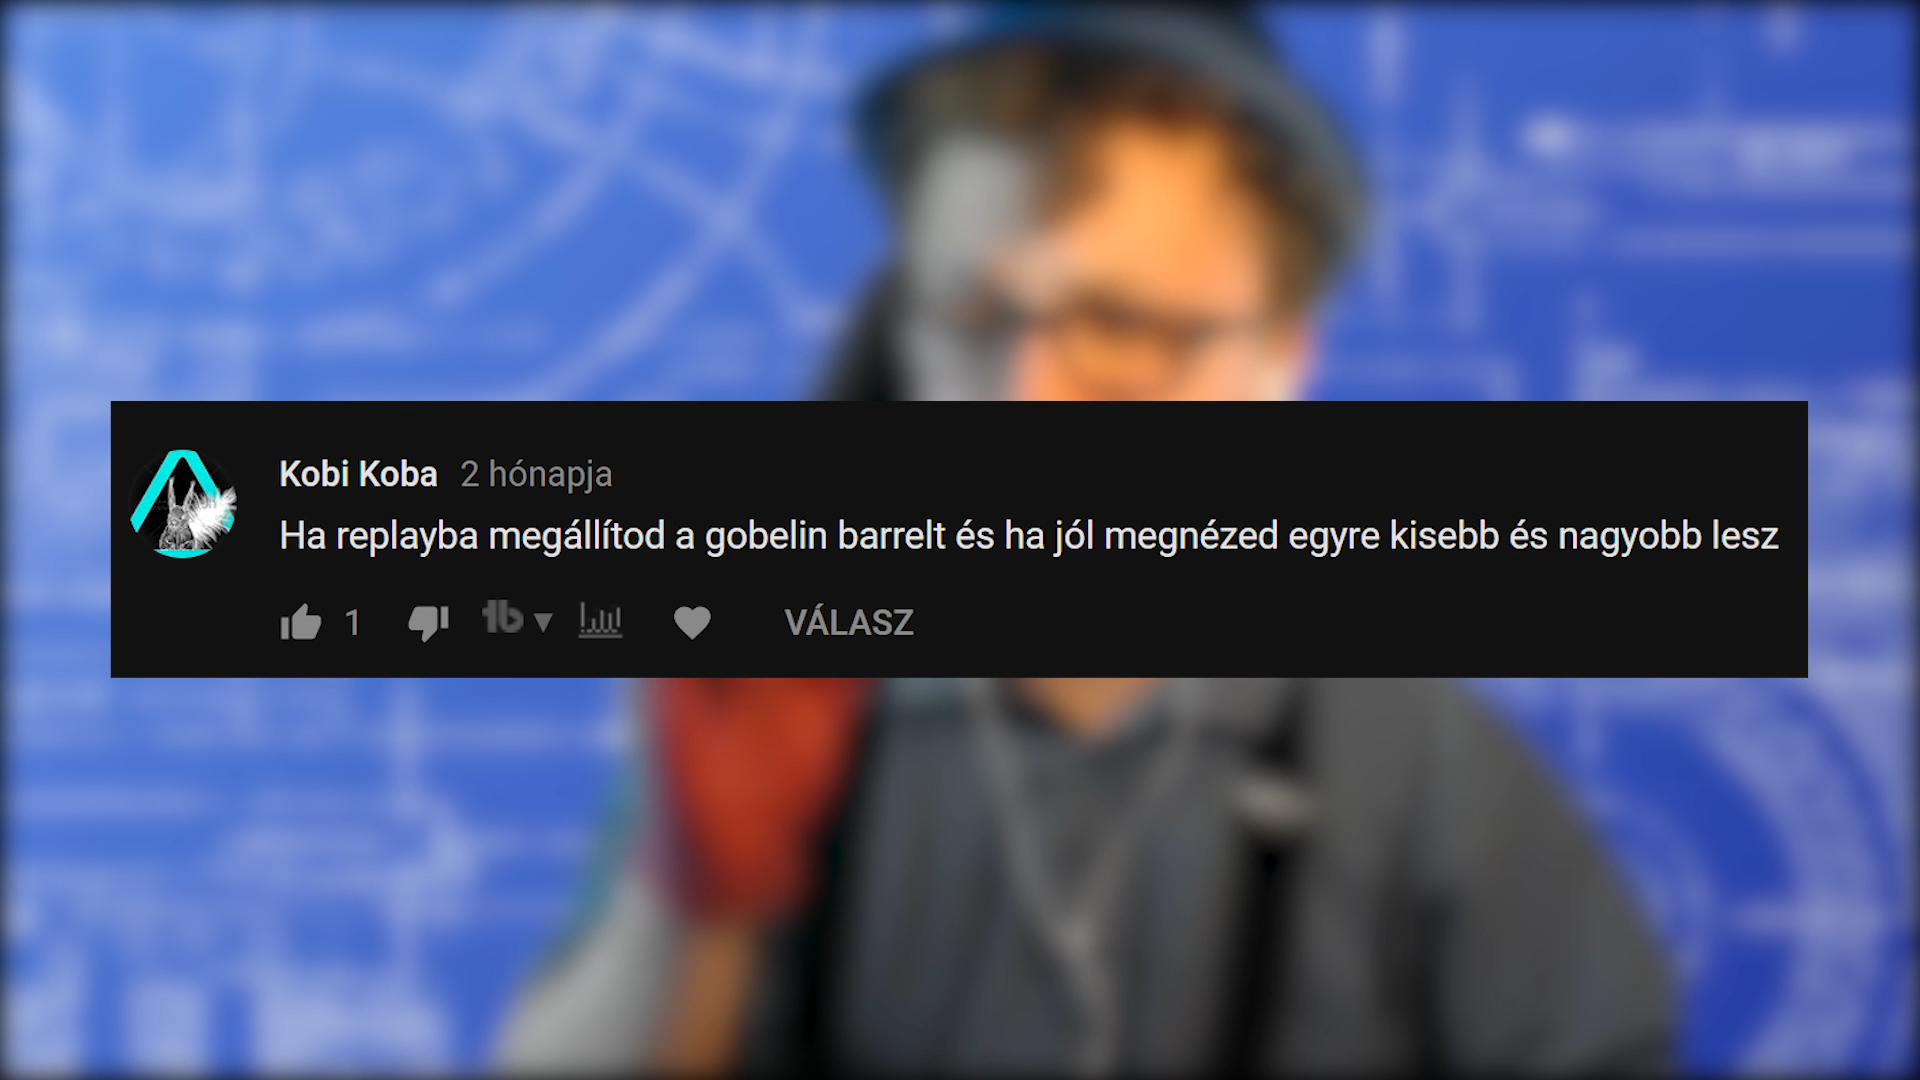 Kobi Koba 2 hónapja
Ha replayba megállítod a gobelin barrelt és ha jól megnézed egyre kisebb és nagyobb lesz
1 VÁLASZ